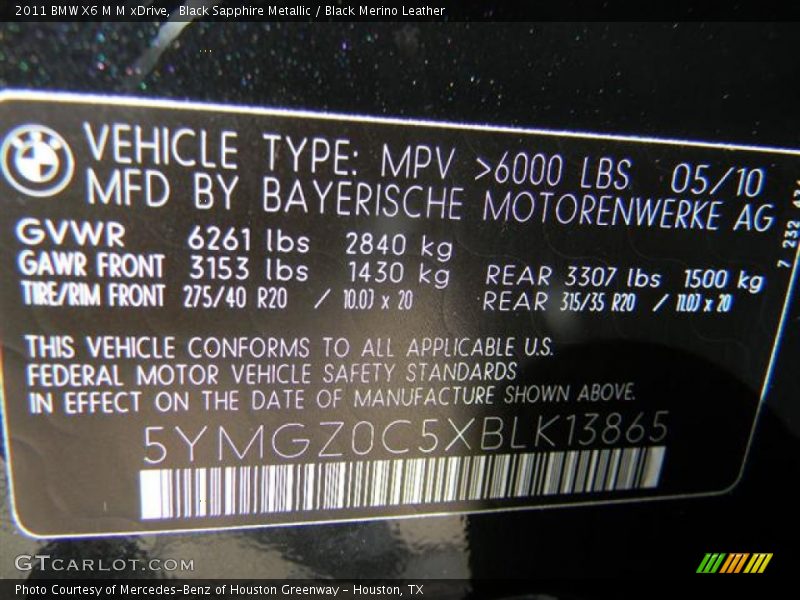 2011 BMW X6 M M xDrive, Black Sapphire Metallic / Black Merino Leather
VEHICLE TYPE: MPV >6000 LBS 05/10
MFD BY BAYERISCHE MOTORENWERKE AG
GVWR 6261 lbs 2840 kg
GAWR FRONT 3153 lbs 1430 kg REAR 3307 lbs 1500 kg
TIRE/RIM FRONT 275/40 R20 / 10.0J x 20 REAR 315/35 R20 / 11.0J x 20
THIS VEHICLE CONFORMS TO ALL APPLICABLE U.S.
FEDERAL MOTOR VEHICLE SAFETY STANDARDS
IN EFFECT ON THE DATE OF MANUFACTURE SHOWN ABOVE.
5YMGZ0C5XBLK13865
7 232
GTCARLOT.COM
Photo Courtesy of Mercedes-Benz of Houston Greenway - Houston, TX